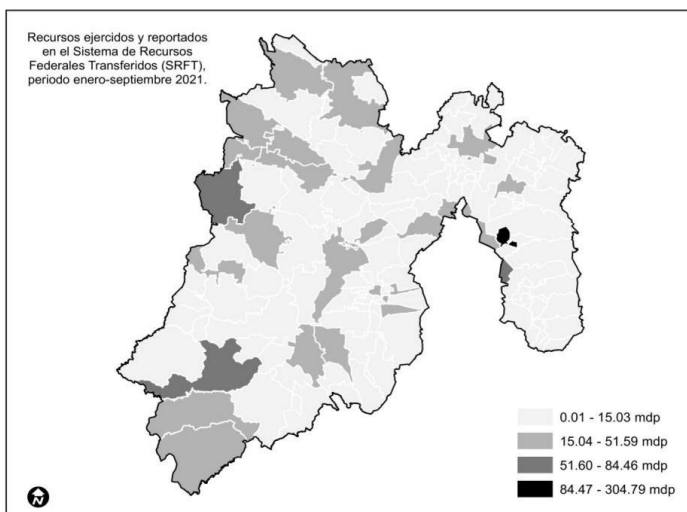 Recursos ejercidos y reportados
en el Sistema de Recursos
Federales Transferidos (SRFT),
periodo enero-septiembre 2021.
0.01 - 15.03 mdp
15.04 - 51.59 mdp
51.60 - 84.46 mdp
84.47 - 304.79 mdp
N